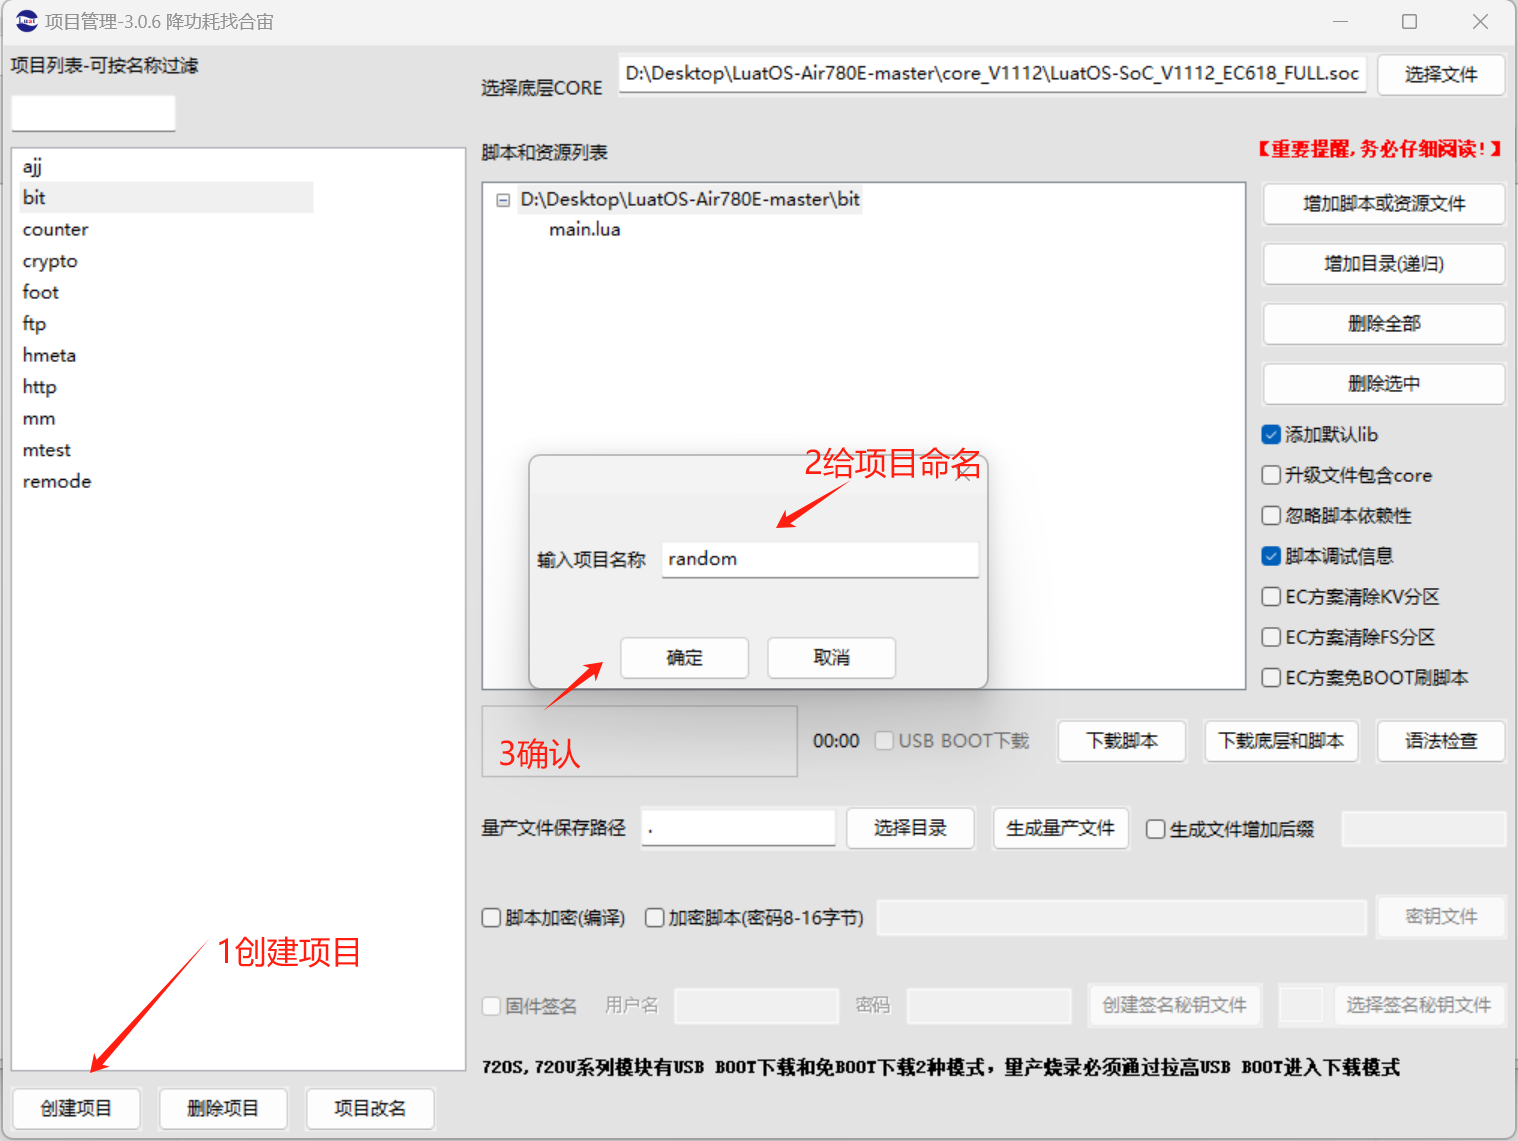 Luat 项目管理-3.0.6 降功耗找合宙
项目列表-可按名称过滤
选择底层CORE D:\Desktop\LuatOS-Air780E-master\core_V1112\LuatOS-SoC_V1112_EC618_FULL.soc 选择文件
脚本和资源列表
【重要提醒,务必仔细阅读!】
ajj
bit
counter
crypto
foot
ftp
hmeta
http
mm
mtest
remode
D:\Desktop\LuatOS-Air780E-master\bit
main.lua
增加脚本或资源文件
增加目录(递归)
删除全部
删除选中
添加默认lib
升级文件包含core
忽略脚本依赖性
脚本调试信息
EC方案清除KV分区
EC方案清除FS分区
EC方案免BOOT刷脚本
2给项目命名
输入项目名称 random
确定 取消
3确认
00:00 USB BOOT下载 下载脚本 下载底层和脚本 语法检查
量产文件保存路径 . 选择目录 生成量产文件 生成文件增加后缀
脚本加密(编译) 加密脚本(密码8-16字节) 密钥文件
1创建项目
固件签名 用户名 密码 创建签名秘钥文件 选择签名秘钥文件
720S,720U系列模块有USB BOOT下载和免BOOT下载2种模式，量产烧录必须通过拉高USB BOOT进入下载模式
创建项目 删除项目 项目改名